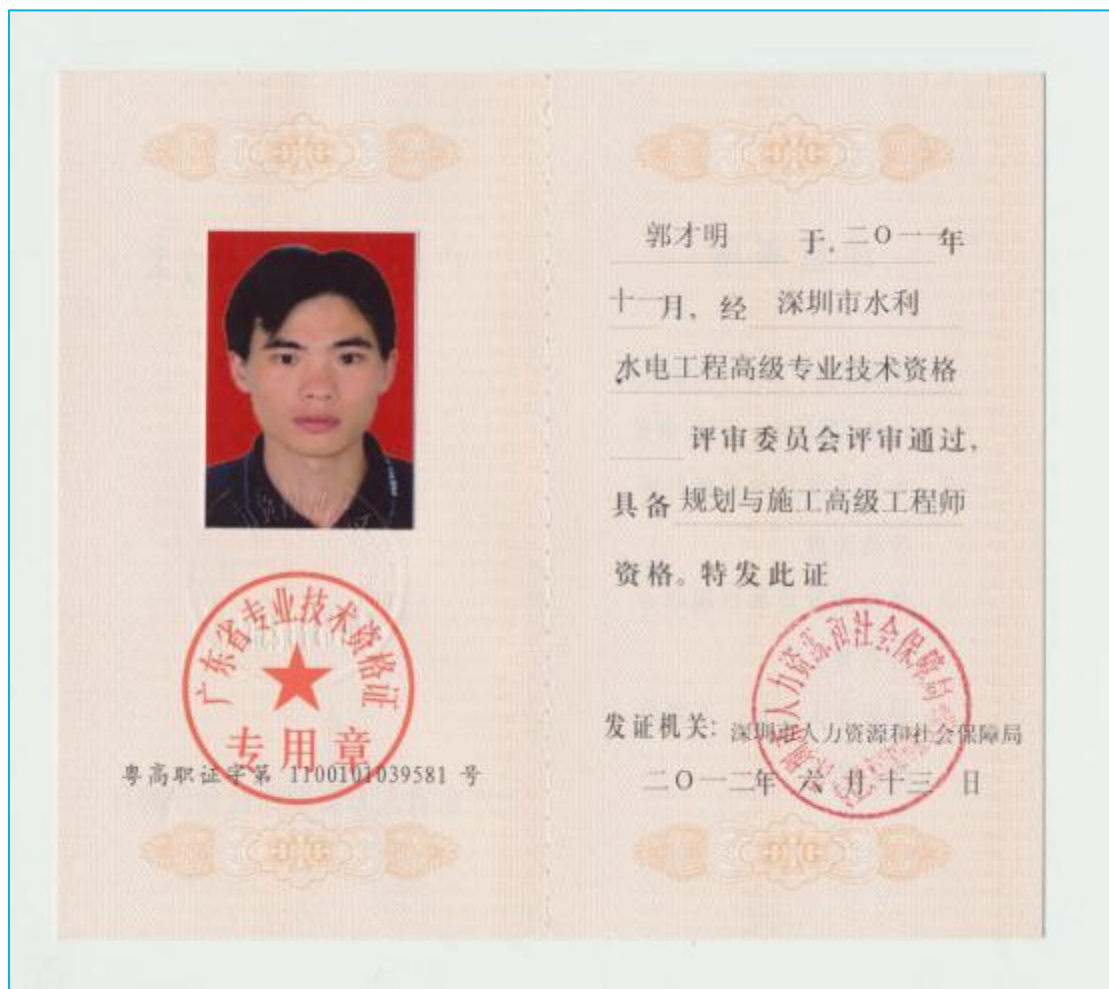 广东省专业技术资格证
专用章
粤高职证字第 1100101039581 号
郭才明 于,二〇一一年
十一月,经 深圳市水利
水电工程高级专业技术资格
评审委员会评审通过,
具备 规划与施工高级工程师
资格。特发此证
发证机关: 深圳市人力资源和社会保障局
二〇一二年 六 月 十三 日